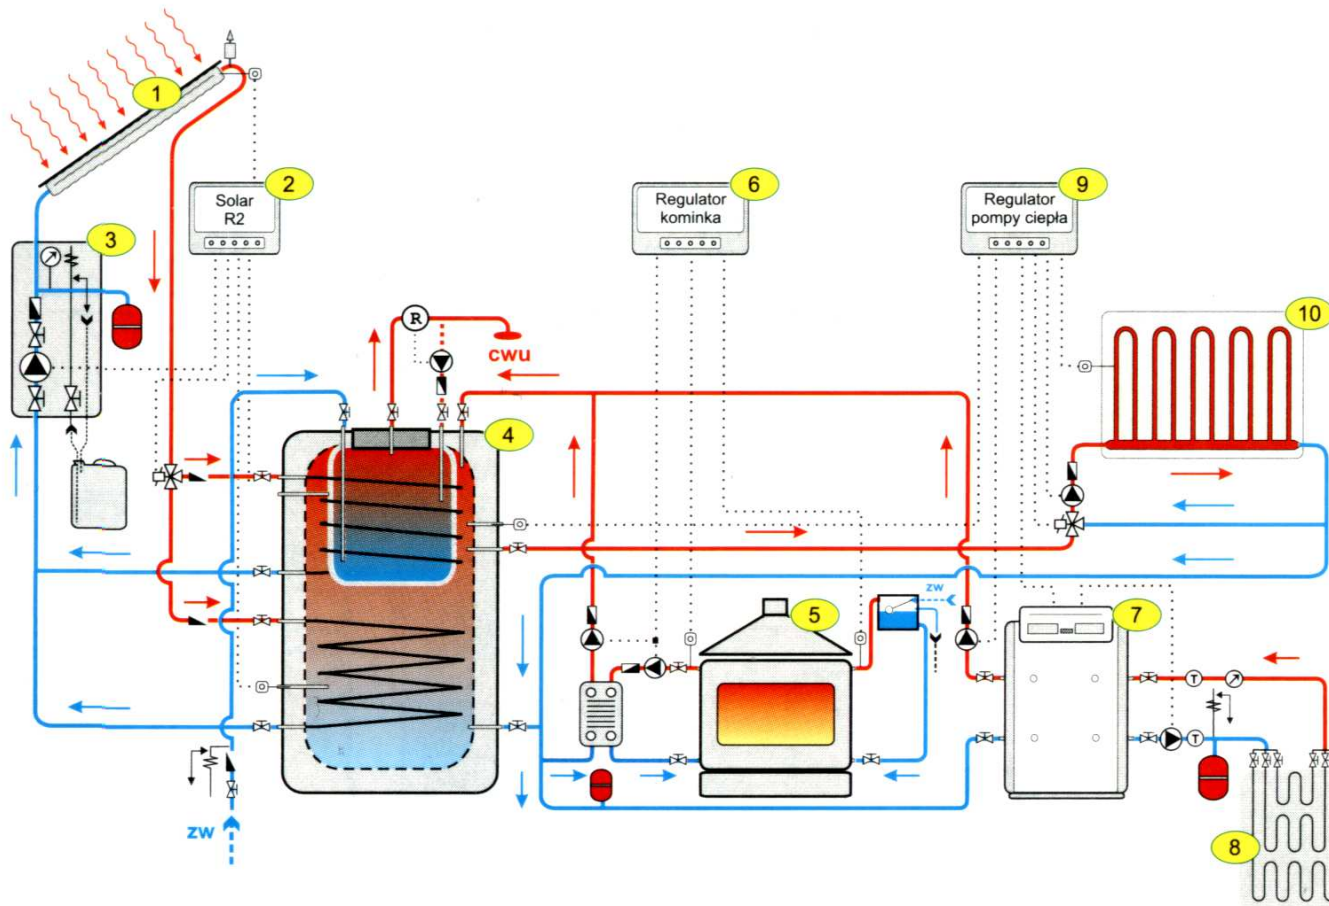 1
2
Solar
R2
3
6
Regulator
kominka
9
Regulator
pompy ciepła
10
R
cwu
4
zw
5
7
T
T
zw
8